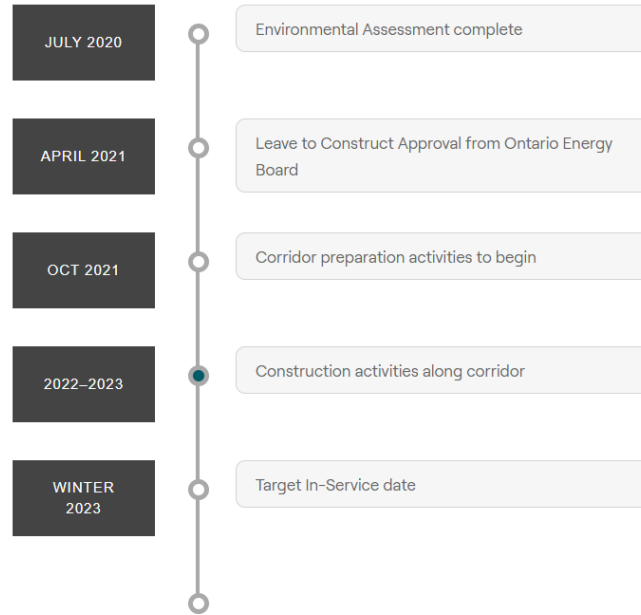 JULY 2020
Environmental Assessment complete
APRIL 2021
Leave to Construct Approval from Ontario Energy
Board
OCT 2021
Corridor preparation activities to begin
2022–2023
Construction activities along corridor
WINTER
2023
Target In-Service date